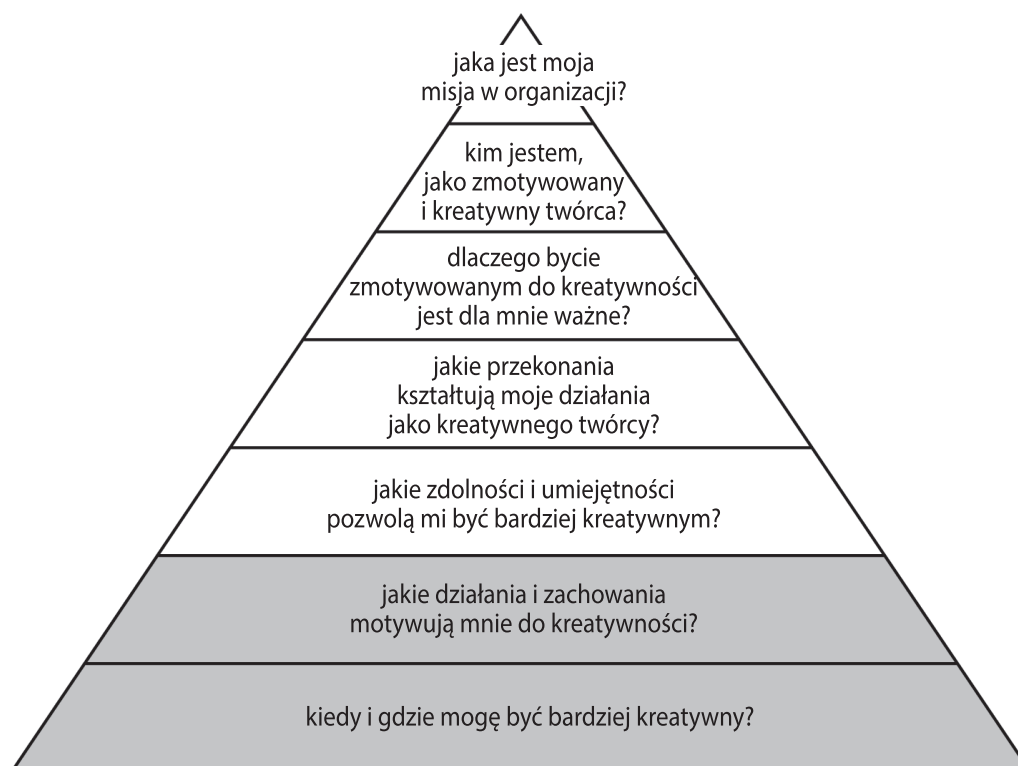 jaka jest moja
misja w organizacji?
kim jestem,
jako zmotywowany
i kreatywny twórca?
dlaczego bycie
zmotywowanym do kreatywności
jest dla mnie ważne?
jakie przekonania
kształtują moje działania
jako kreatywnego twórcy?
jakie zdolności i umiejętności
pozwolą mi być bardziej kreatywnym?
jakie działania i zachowania
motywują mnie do kreatywności?
kiedy i gdzie mogę być bardziej kreatywny?